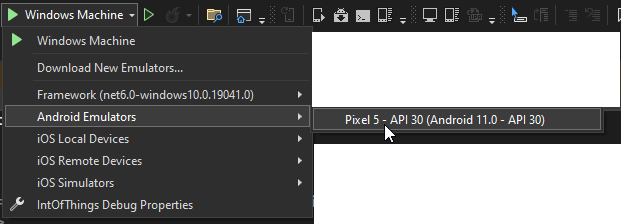 Windows Machine
Windows Machine
Download New Emulators...
Framework (net6.0-windows10.0.19041.0)
Android Emulators
Pixel 5 - API 30 (Android 11.0 - API 30)
iOS Local Devices
iOS Remote Devices
iOS Simulators
IntOfThings Debug Properties